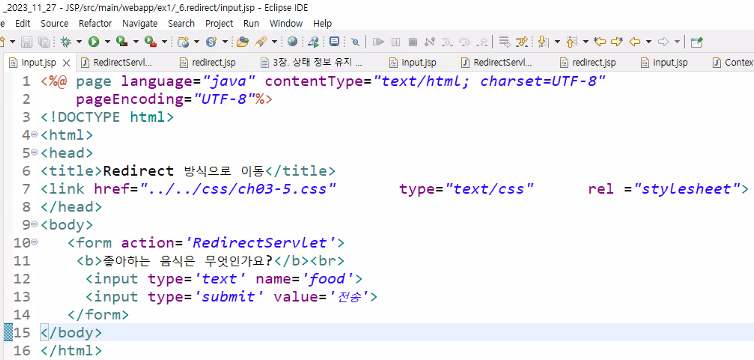 _2023_11_27 - JSP/src/main/webapp/ex1/_6.redirect/input.jsp - Eclipse IDE
Edit Source Refactor Navigate Search Project Run Window Help
input.jsp RedirectServl... redirect.jsp 3장. 상태 정보 유지 ... input.jsp RedirectServl... redirect.jsp input.jsp Context
1 <%@ page language="java" contentType="text/html; charset=UTF-8"
2 pageEncoding="UTF-8"%>
3 <!DOCTYPE html>
4 <html>
5 <head>
6 <title>Redirect 방식으로 이동</title>
7 <link href="../../css/ch03-5.css" type="text/css" rel ="stylesheet">
8 </head>
9 <body>
10 <form action='RedirectServlet'>
11 <b>좋아하는 음식은 무엇인가요?</b><br>
12 <input type='text' name='food'>
13 <input type='submit' value='전송'>
14 </form>
15 </body>
16 </html>